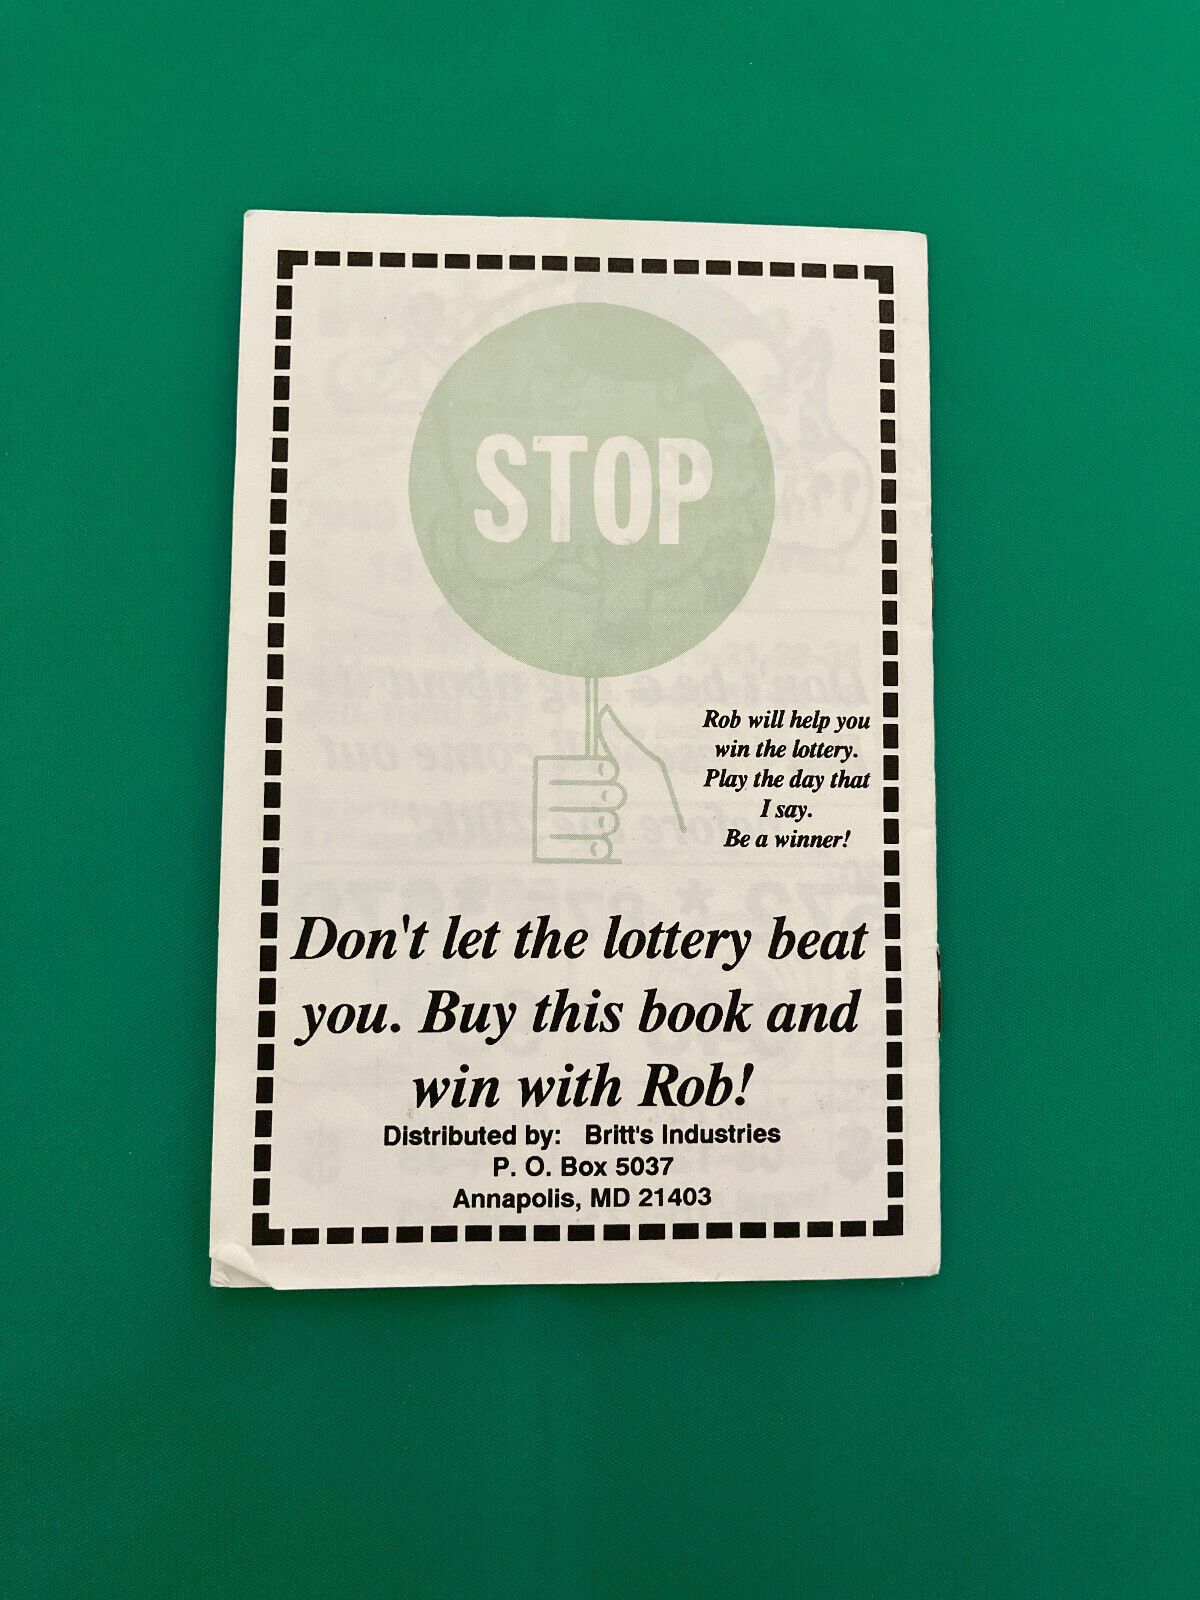 STOP
Rob will help you
win the lottery.
Play the day that
I say.
Be a winner!
Don't let the lottery beat
you. Buy this book and
win with Rob!
Distributed by: Britt's Industries
P. O. Box 5037
Annapolis, MD 21403